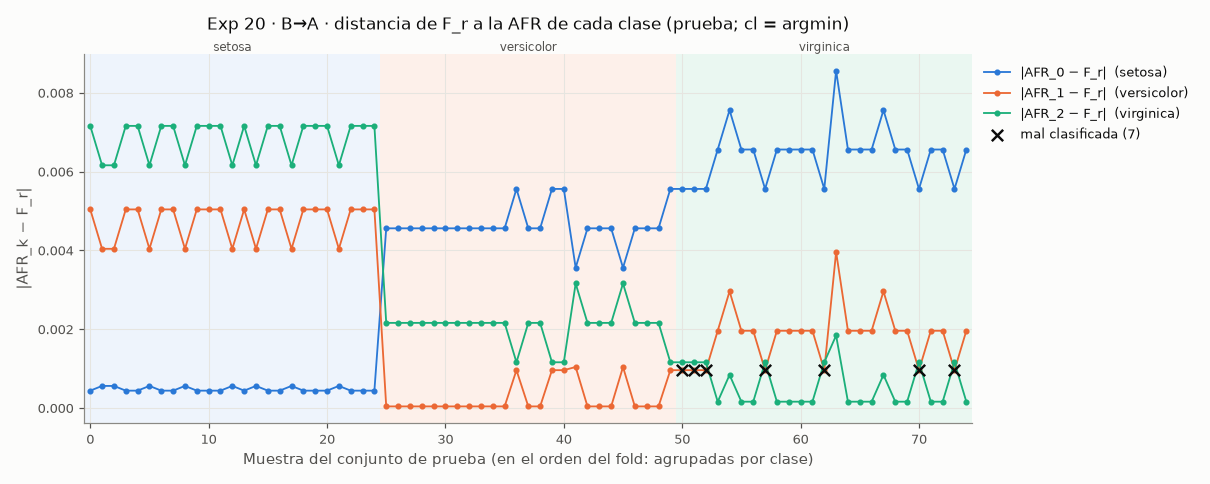 Exp 20 · B→A · distancia de F_r a la AFR de cada clase (prueba; cl = argmin)
setosa versicolor virginica
|AFR_0 − F_r| (setosa)
|AFR_1 − F_r| (versicolor)
|AFR_2 − F_r| (virginica)
mal clasificada (7)
|AFR_k − F_r|
0.008
0.006
0.004
0.002
0.000
0 10 20 30 40 50 60 70
Muestra del conjunto de prueba (en el orden del fold: agrupadas por clase)